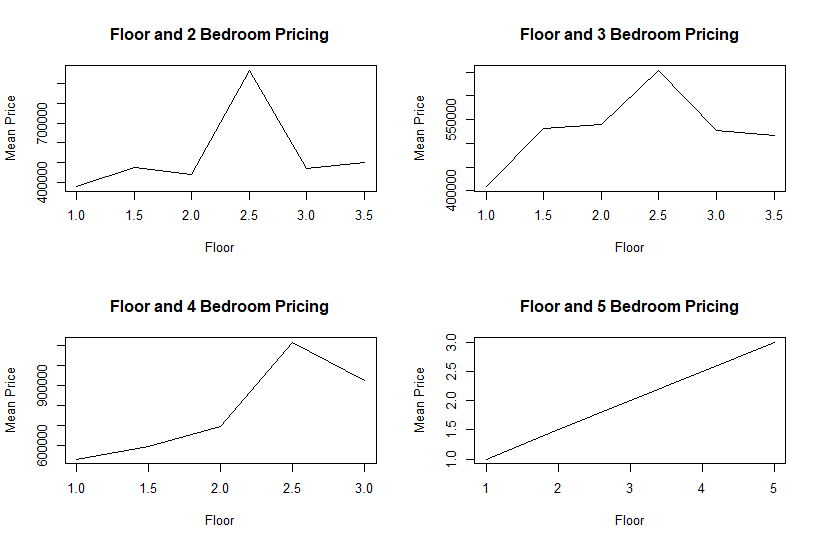 Floor and 2 Bedroom Pricing
Mean Price
400000 700000
1.0 1.5 2.0 2.5 3.0 3.5
Floor
Floor and 3 Bedroom Pricing
Mean Price
400000 550000
1.0 1.5 2.0 2.5 3.0 3.5
Floor
Floor and 4 Bedroom Pricing
Mean Price
600000 900000
1.0 1.5 2.0 2.5 3.0
Floor
Floor and 5 Bedroom Pricing
Mean Price
1.0 1.5 2.0 2.5 3.0
1 2 3 4 5
Floor